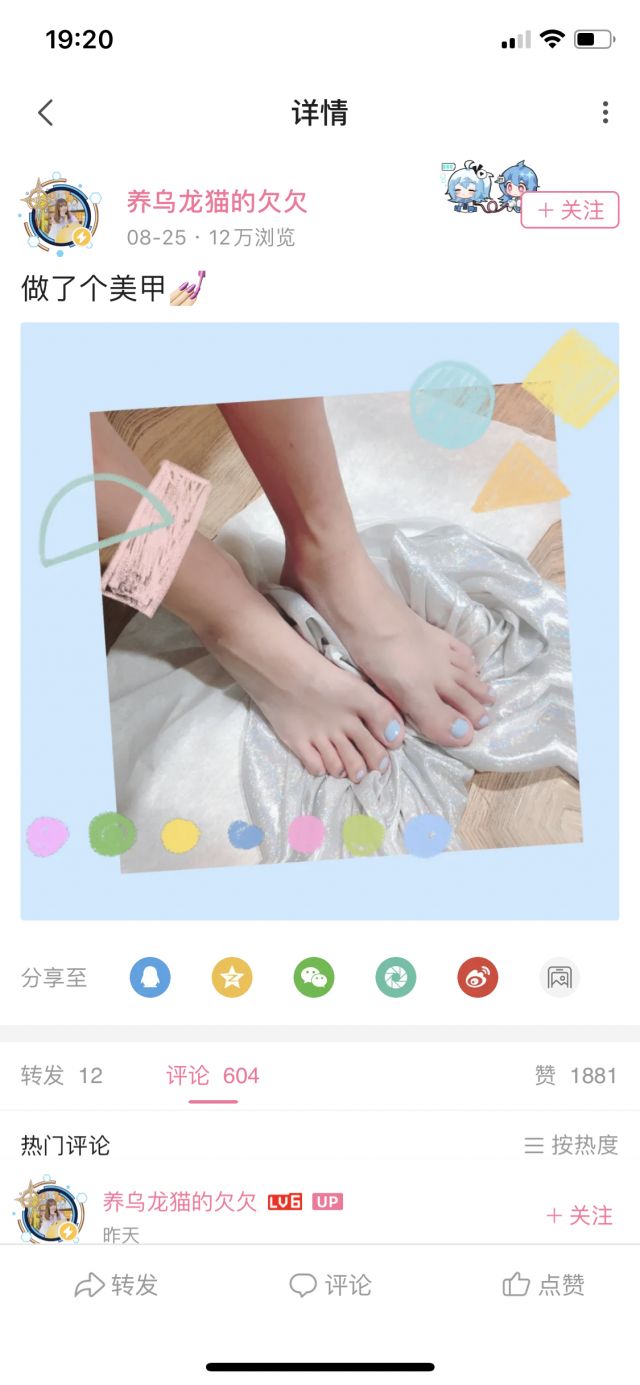 19:20
详情
养乌龙猫的欠欠
08-25 · 12万浏览
+ 关注
做了个美甲💅
分享至
转发 12 评论 604 赞 1881
热门评论 按热度
养乌龙猫的欠欠 LV6 UP
昨天
+ 关注
转发 评论 点赞